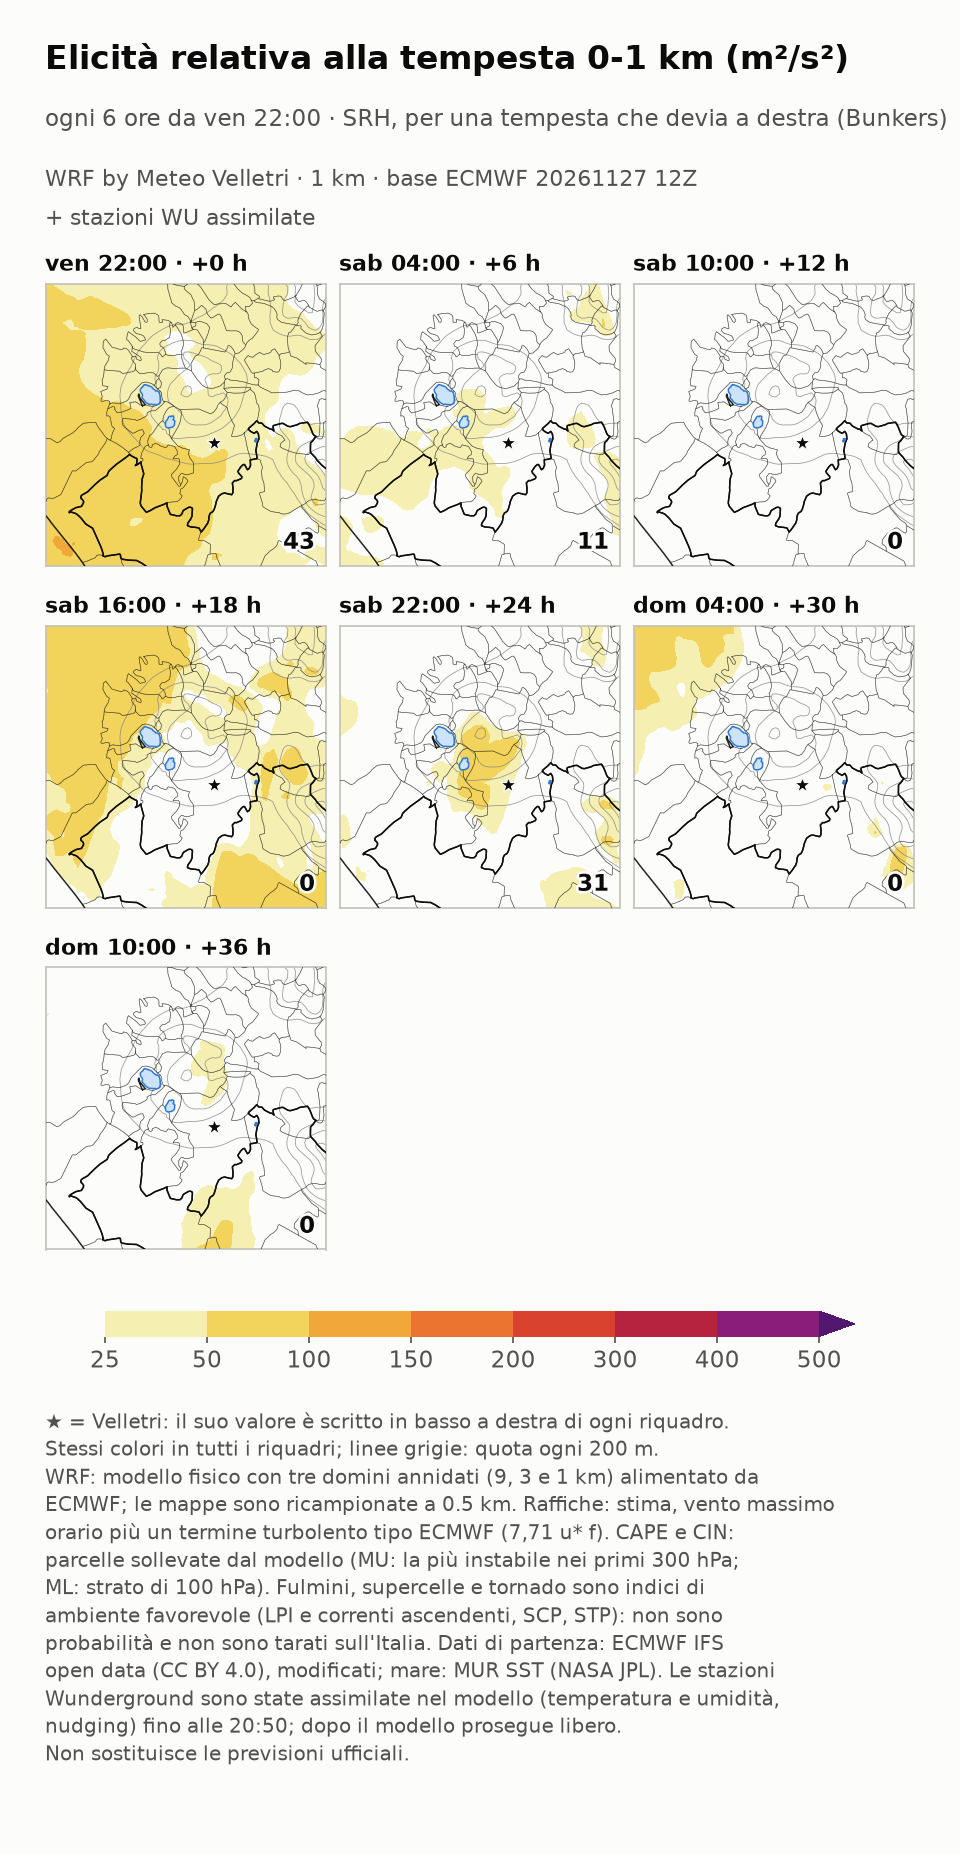 Elicità relativa alla tempesta 0-1 km (m²/s²)
ogni 6 ore da ven 22:00 · SRH, per una tempesta che devia a destra (Bunkers)
WRF by Meteo Velletri · 1 km · base ECMWF 20261127 12Z
+ stazioni WU assimilate
ven 22:00 · +0 h
sab 04:00 · +6 h
sab 10:00 · +12 h
43
11
0
sab 16:00 · +18 h
sab 22:00 · +24 h
dom 04:00 · +30 h
0
31
0
dom 10:00 · +36 h
0
25 50 100 150 200 300 400 500
★ = Velletri: il suo valore è scritto in basso a destra di ogni riquadro.
Stessi colori in tutti i riquadri; linee grigie: quota ogni 200 m.
WRF: modello fisico con tre domini annidati (9, 3 e 1 km) alimentato da
ECMWF; le mappe sono ricampionate a 0.5 km. Raffiche: stima, vento massimo
orario più un termine turbolento tipo ECMWF (7,71 u* f). CAPE e CIN:
parcelle sollevate dal modello (MU: la più instabile nei primi 300 hPa;
ML: strato di 100 hPa). Fulmini, supercelle e tornado sono indici di
ambiente favorevole (LPI e correnti ascendenti, SCP, STP): non sono
probabilità e non sono tarati sull'Italia. Dati di partenza: ECMWF IFS
open data (CC BY 4.0), modificati; mare: MUR SST (NASA JPL). Le stazioni
Wunderground sono state assimilate nel modello (temperatura e umidità,
nudging) fino alle 20:50; dopo il modello prosegue libero.
Non sostituisce le previsioni ufficiali.